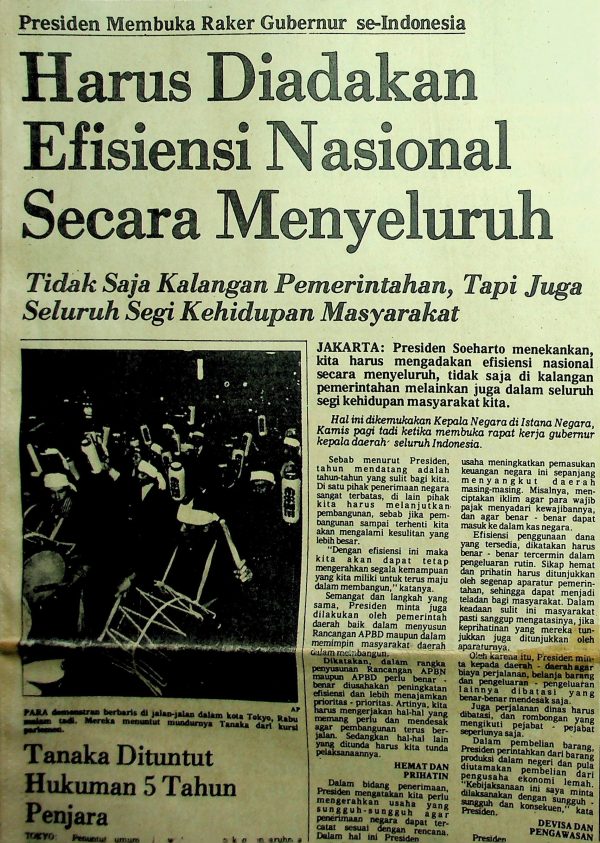 Presiden Membuka Raker Gubernur se-Indonesia
Harus Diadakan
Efisiensi Nasional
Secara Menyeluruh
Tidak Saja Kalangan Pemerintahan, Tapi Juga
Seluruh Segi Kehidupan Masyarakat
AP
PARA demonstran berbaris di jalan-jalan dalam kota Tokyo, Rabu
malam tadi. Mereka menuntut mundurnya Tanaka dari kursi
parlemen.
Tanaka Dituntut
Hukuman 5 Tahun
Penjara
TOKYO: Penuntut umum
JAKARTA: Presiden Soeharto menekankan,
kita harus mengadakan efisiensi nasional
secara menyeluruh, tidak saja di kalangan
pemerintahan melainkan juga dalam seluruh
segi kehidupan masyarakat kita.
Hal ini dikemukakan Kepala Negara di Istana Negara,
Kamis pagi tadi ketika membuka rapat kerja gubernur
kepala daerah seluruh Indonesia.
Sebab menurut Presiden,
tahun mendatang adalah
tahun-tahun yang sulit bagi kita.
Di satu pihak penerimaan negara
sangat terbatas, di lain pihak
kita harus melanjutkan
pembangunan, sebab jika pem-
bangunan sampai terhenti kita
akan mengalami kesulitan yang
lebih besar.
"Dengan efisiensi ini maka
kita akan dapat tetap
mengerahkan segala kemampuan
yang kita miliki untuk terus maju
dalam membangun," katanya.
Semangat dan langkah yang
sama, Presiden minta juga
dilakukan oleh pemerintah
daerah baik dalam menyusun
Rancangan APBD maupun dalam
memimpin masyarakat daerah
dalam membangun.
Dikatakan, dalam rangka
penyusunan Rancangan APBN
maupun APBD perlu benar -
benar diusahakan peningkatan
efisiensi dan lebih menajamkan
prioritas - prioritas. Artinya, kita
harus mengerjakan hal-hal yang
memang perlu dan mendesak
agar pembangunan terus ber-
jalan. Sedangkan hal-hal lain
yang ditunda harus kita tunda
pelaksanaannya.
HEMAT DAN
PRIHATIN
Dalam bidang penerimaan,
Presiden mengatakan kita perlu
mengerahkan usaha yang
sungguh-sungguh agar
penerimaan negara dapat ter-
catat sesuai dengan rencana.
Dalam hal ini Presiden
usaha meningkatkan pemasukan
keuangan negara ini sepanjang
menyangkut daerah
masing-masing. Misalnya, men-
ciptakan iklim agar para wajib
pajak menyadari kewajibannya,
dan agar benar - benar dapat
masuk ke dalam kas negara.
Efisiensi penggunaan dana
yang tersedia, dikatakan harus
benar - benar tercermin dalam
pengeluaran rutin. Sikap hemat
dan prihatin harus ditunjukkan
oleh segenap aparatur pemerin-
tahan, sehingga dapat menjadi
teladan bagi masyarakat. Dalam
keadaan sulit ini masyarakat
pasti sanggup mengatasinya, jika
keprihatinan yang mereka tun-
jukkan juga ditunjukkan oleh
aparaturnya.
Oleh karena itu, Presiden min-
ta kepada daerah - daerah agar
biaya perjalanan, belanja barang
dan pengeluaran - pengeluaran
lainnya dibatasi yang
benar-benar mendesak saja.
Juga perjalanan dinas harus
dibatasi, dan rombongan yang
mengikut pejabat - pejabat
seperlunya saja.
Dalam pembelian barang,
Presiden perintahkan dari barang
produksi dalam negeri dan pula
diutamakan pembelian dari
pengusaha ekonomi lemah.
"Kebijaksanaan ini saya minta
dilaksanakan dengan sungguh -
sungguh dan konsekuen," kata
Presiden.
DEVISA DAN
PENGAWASAN
Presiden